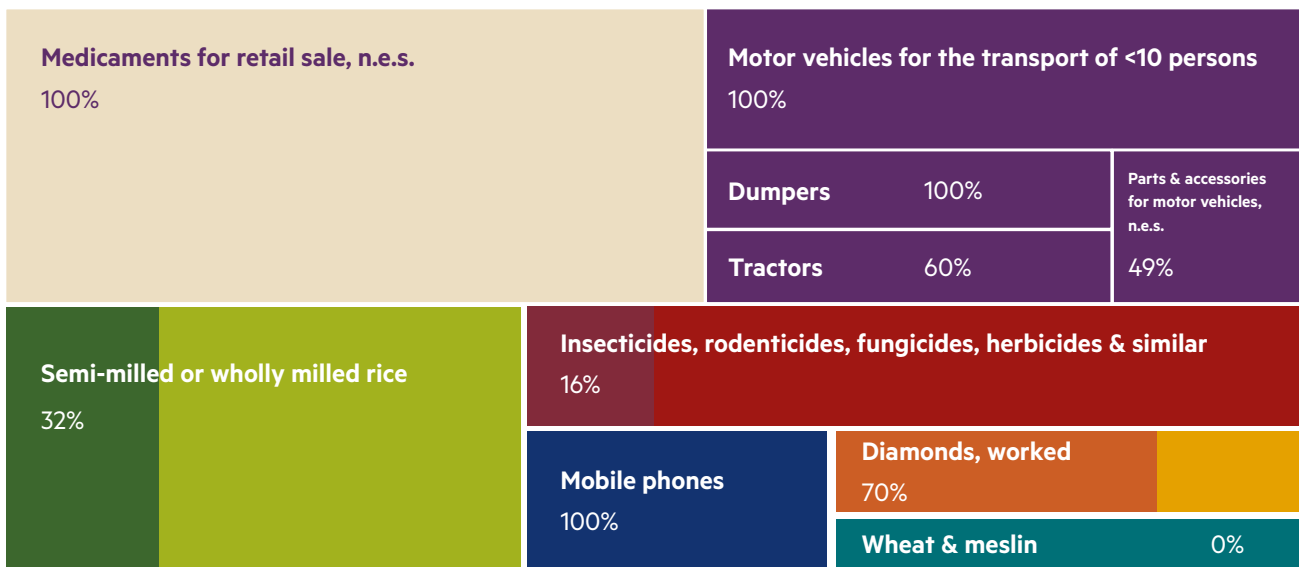 Medicaments for retail sale, n.e.s.
100%
Motor vehicles for the transport of <10 persons
100%
Dumpers 100%
Tractors 60%
Parts & accessories
for motor vehicles,
n.e.s.
49%
Semi-milled or wholly milled rice
32%
Insecticides, rodenticides, fungicides, herbicides & similar
16%
Mobile phones
100%
Diamonds, worked
70%
Wheat & meslin 0%